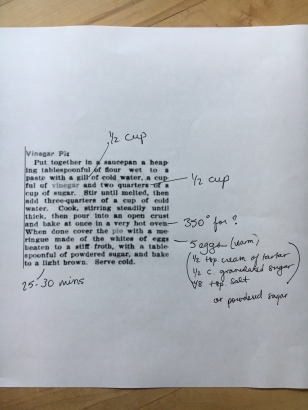 1/2 cup
Vinegar Pie
Put together in a saucepan a heap-
ing tablespoonful of flour wet to a
paste with a gill of cold water, a cup-
ful of vinegar and two quarters of a
cup of sugar. Stir until melted, then
add three-quarters of a cup of cold
water. Cook, stirring steadily until
thick, then pour into an open crust
and bake at once in a very hot oven.
When done cover the pie with a me-
ringue made of the whites of eggs
beaten to a stiff froth, with a table-
spoonful of powdered sugar, and bake
to a light brown. Serve cold.
1/2 cup
350° for ?
5 eggs
1/2 tsp. cream of tartar
1/2 c. granulated sugar
1/8 tsp. salt
or powdered sugar
25-30 mins